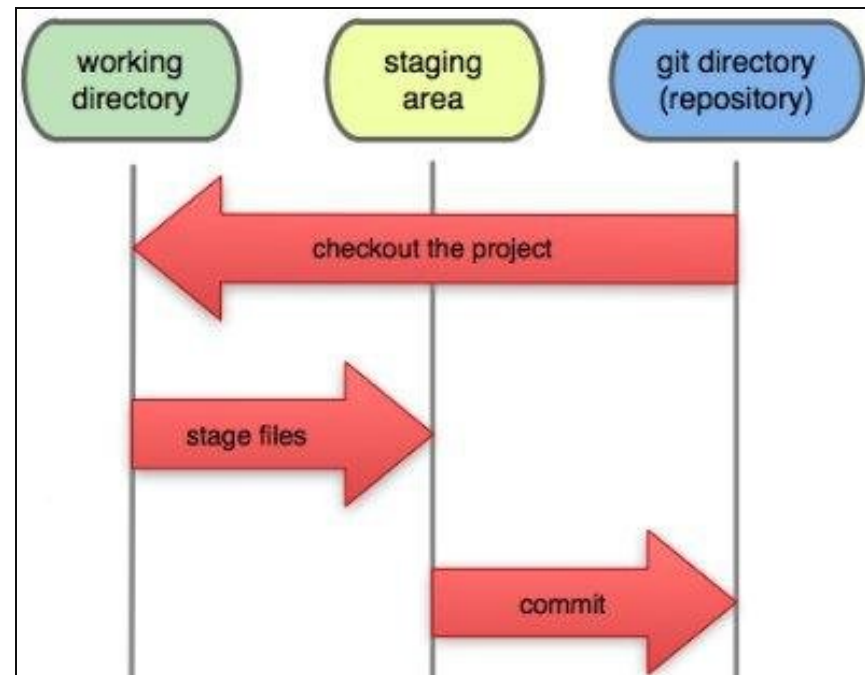 working
directory
staging
area
git directory
(repository)
checkout the project
stage files
commit